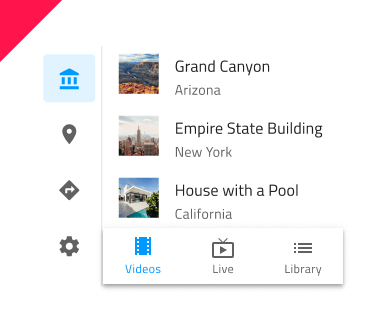 Grand Canyon
Arizona
Empire State Building
New York
House with a Pool
California
Videos
Live
Library